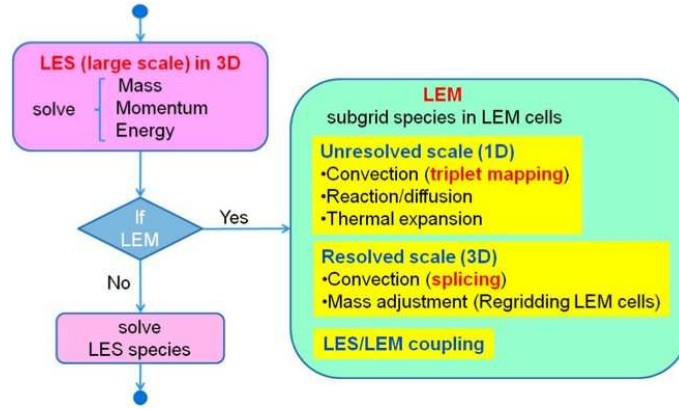 LES (large scale) in 3D
Mass
solve
Momentum
Energy
If
LEM
Yes
No
solve
LES species
LEM
subgrid species in LEM cells
Unresolved scale (1D)
•Convection (triplet mapping)
•Reaction/diffusion
•Thermal expansion
Resolved scale (3D)
•Convection (splicing)
•Mass adjustment (Regridding LEM cells)
LES/LEM coupling